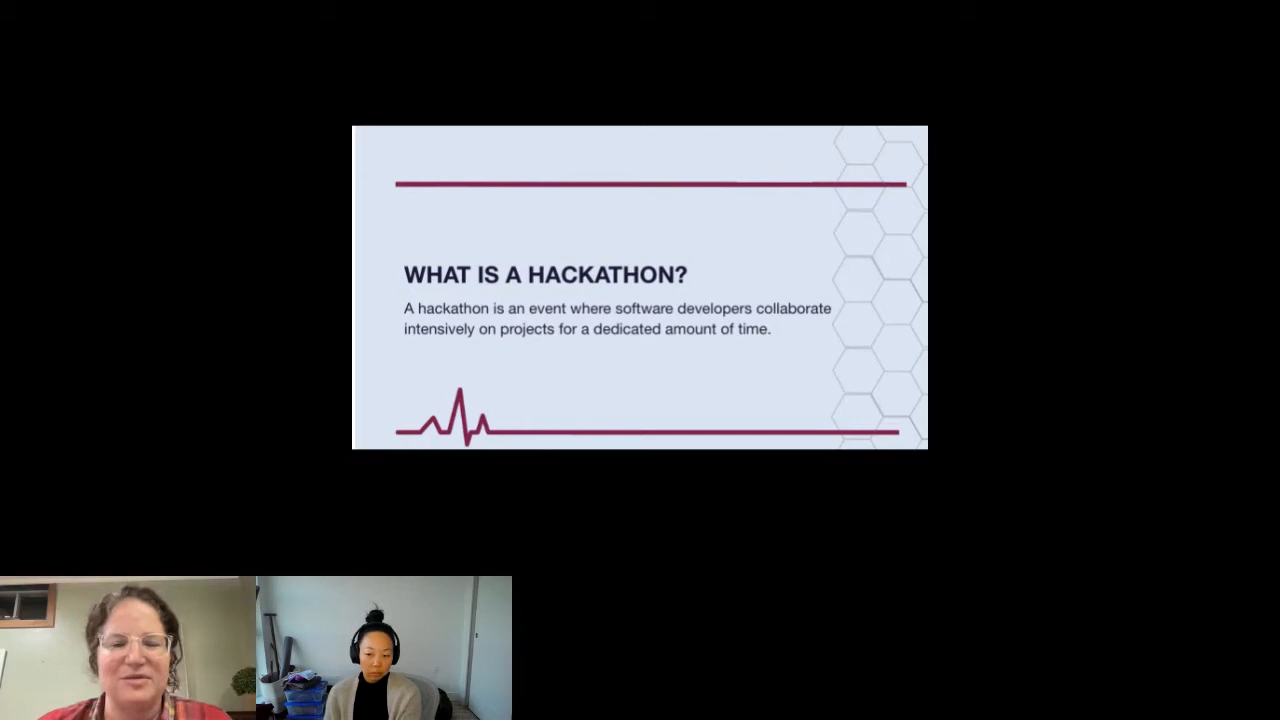 WHAT IS A HACKATHON?
A hackathon is an event where software developers collaborate
intensively on projects for a dedicated amount of time.